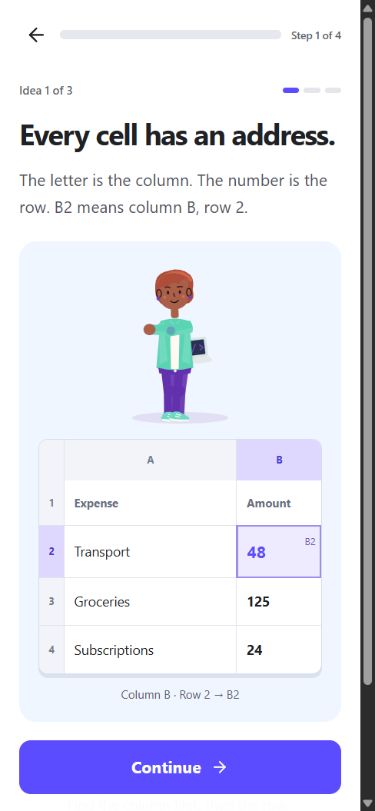 Step 1 of 4
Idea 1 of 3
Every cell has an address.
The letter is the column. The number is the
row. B2 means column B, row 2.
A B
1 Expense Amount
2 Transport 48 B2
3 Groceries 125
4 Subscriptions 24
Column B · Row 2 → B2
Continue →